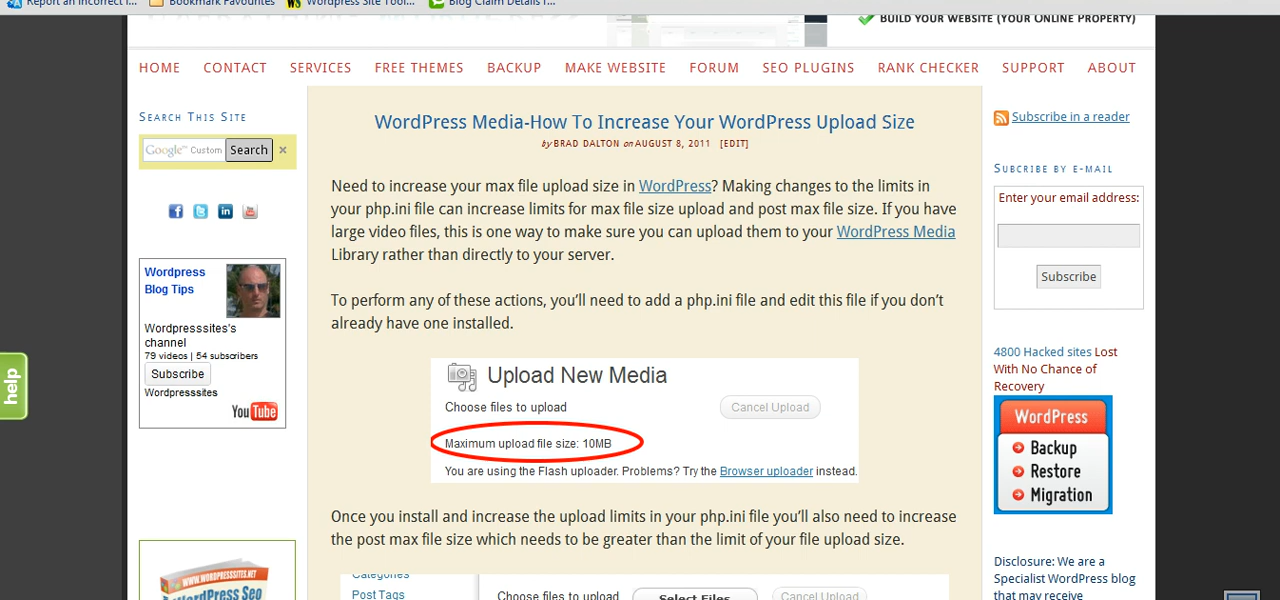 Report an Incorrect I...
Bookmark Favourites
Wordpress Site Tool...
Blog Claim Details f...
BUILD YOUR WEBSITE (YOUR ONLINE PROPERTY)
HOME CONTACT SERVICES FREE THEMES BACKUP MAKE WEBSITE FORUM SEO PLUGINS RANK CHECKER SUPPORT ABOUT
SEARCH THIS SITE
Google™ Custom Search ×
Wordpress
Blog Tips
Wordpresssites's
channel
79 videos | 54 subscribers
Subscribe
Wordpresssites
YouTube
help
WWW.WORDPRESSSITES.NET
WordPress Seo
WordPress Media-How To Increase Your WordPress Upload Size
by BRAD DALTON on AUGUST 8, 2011 [EDIT]
Need to increase your max file upload size in WordPress? Making changes to the limits in
your php.ini file can increase limits for max file size upload and post max file size. If you have
large video files, this is one way to make sure you can upload them to your WordPress Media
Library rather than directly to your server.
To perform any of these actions, you’ll need to add a php.ini file and edit this file if you don’t
already have one installed.
Upload New Media
Choose files to upload Cancel Upload
Maximum upload file size: 10MB
You are using the Flash uploader. Problems? Try the Browser uploader instead.
Once you install and increase the upload limits in your php.ini file you’ll also need to increase
the post max file size which needs to be greater than the limit of your file upload size.
Categories
Post Tags
Choose files to upload Select Files Cancel Upload
Subscribe in a reader
SUBCRIBE BY E-MAIL
Enter your email address:
Subscribe
4800 Hacked sites Lost
With No Chance of
Recovery
WordPress
Backup
Restore
Migration
Disclosure: We are a
Specialist WordPress blog
that may receive